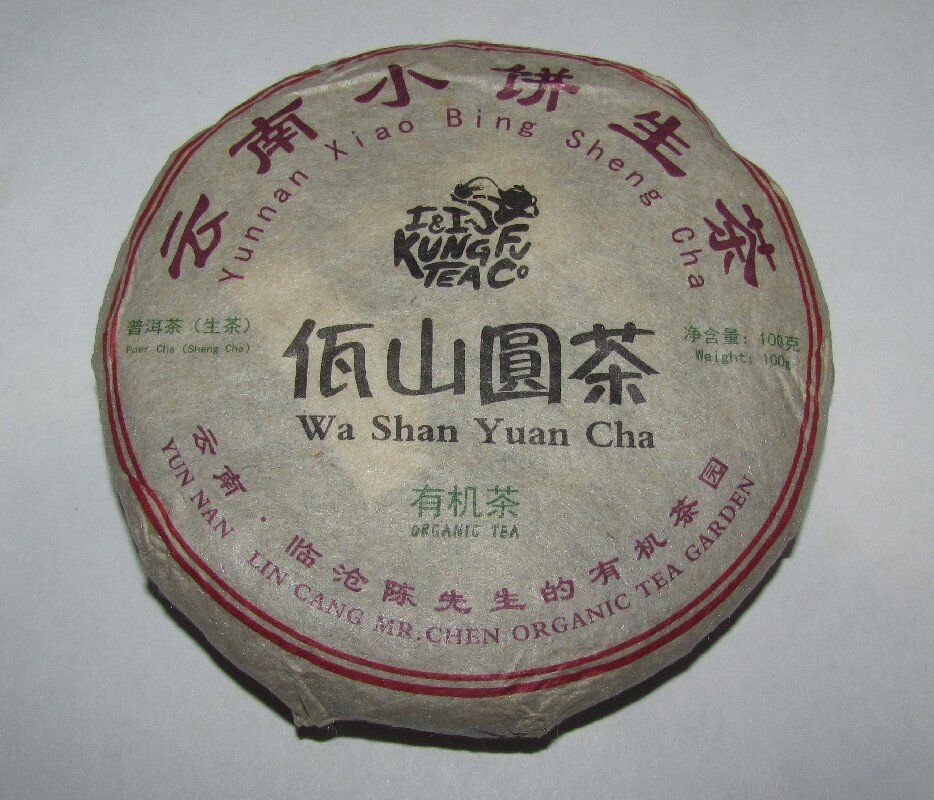 云南小饼生茶
Yunnan Xiao Bing Sheng Cha
I&I
KUNG FU
TEA Co
普洱茶（生茶）
Puer Cha (Sheng Cha)
净含量：100克
Weight: 100g
佤山圓茶
Wa Shan Yuan Cha
有机茶
ORGANIC TEA
云南·临沧陈先生的有机茶园
YUN NAN LIN CANG MR.CHEN ORGANIC TEA GARDEN